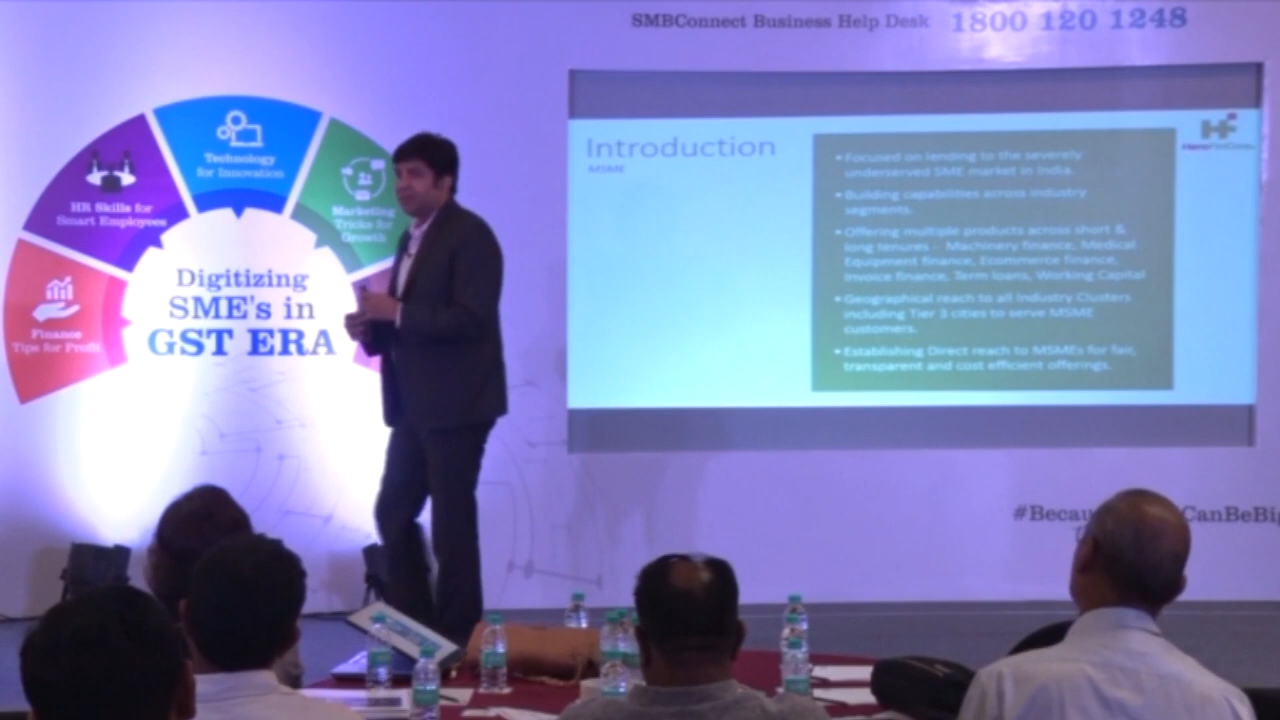 SMBConnect Business Help Desk 1800 120 1248
Technology
for Innovation
HR Skills for
Smart Employees
Marketing
Tricks for
Growth
Finance
Tips for Profit
Digitizing
SME's in
GST ERA
Introduction
MSME
• Focused on lending to the severely
underserved SME market in India.
• Building capabilities across industry
segments.
• Offering multiple products across short &
long tenures - Machinery finance, Medical
Equipment finance, Ecommerce finance,
Invoice finance, Term loans, Working Capital
• Geographical reach to all Industry Clusters
including Tier 3 cities to serve MSME
customers.
• Establishing Direct reach to MSMEs for fair,
transparent and cost efficient offerings.
HeroFinCorp.
#Becau CanBeBi